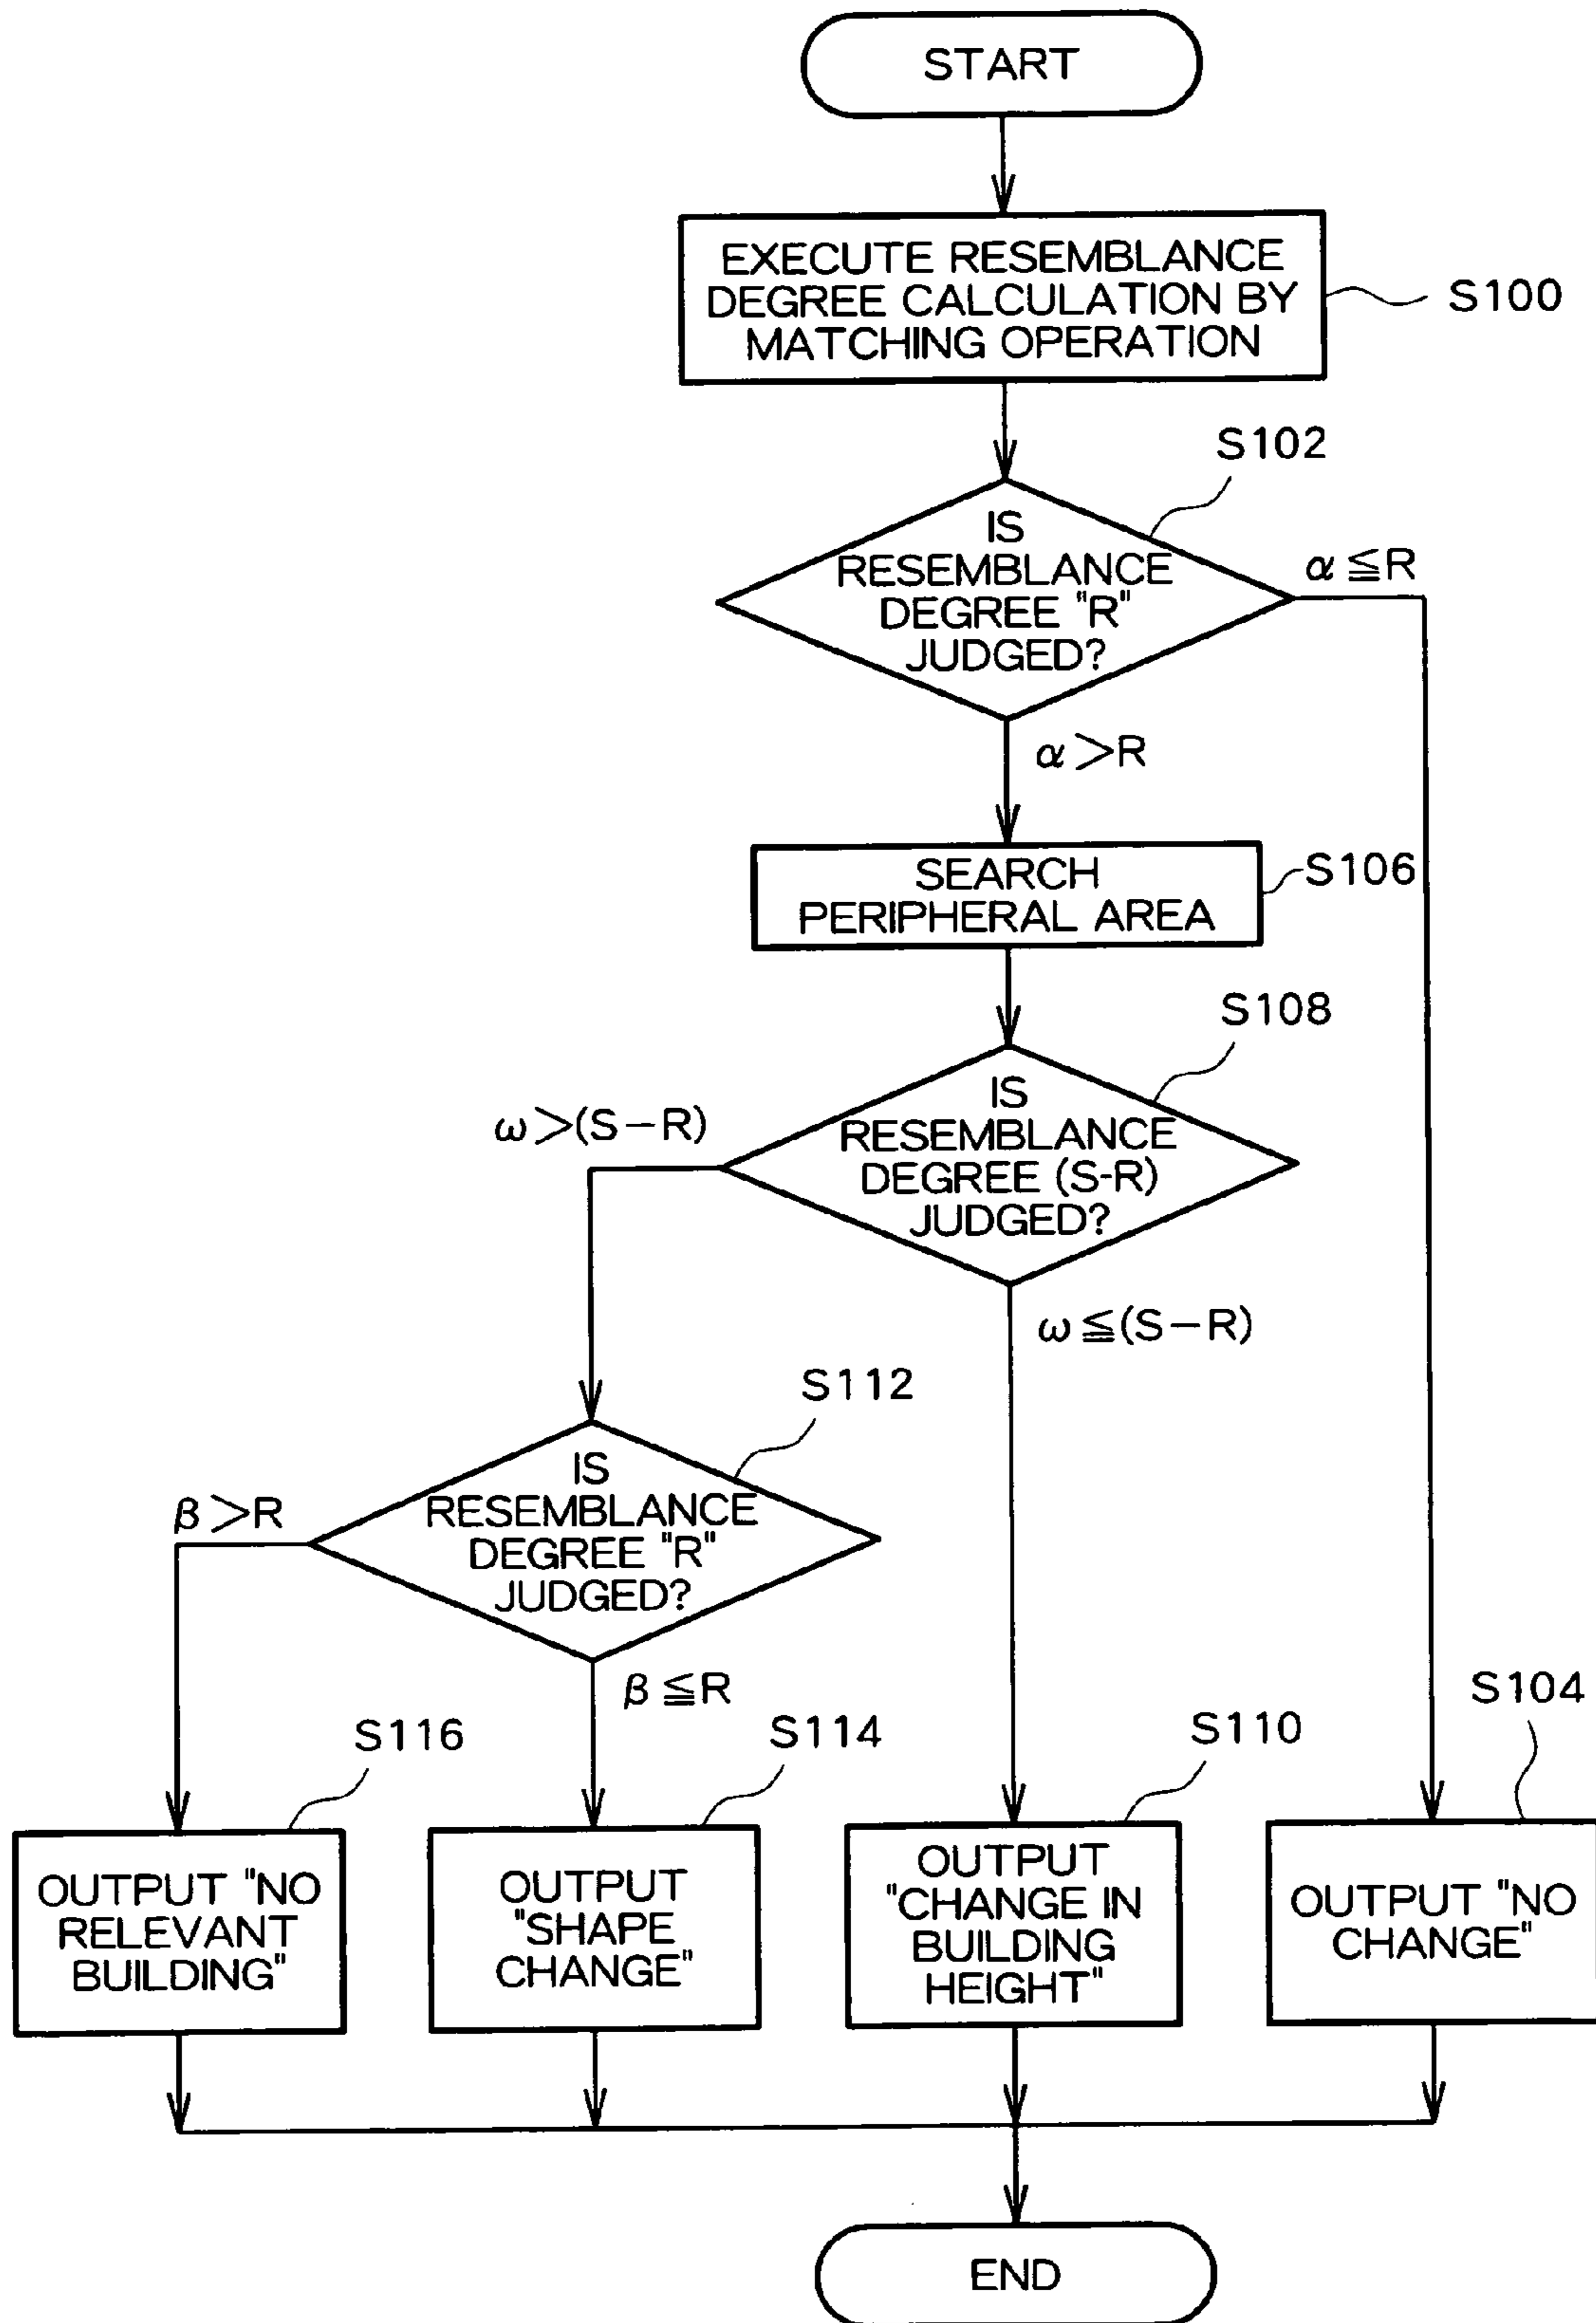 START
EXECUTE RESEMBLANCE
DEGREE CALCULATION BY
MATCHING OPERATION
S100
S102
IS
RESEMBLANCE
DEGREE "R"
JUDGED?
α≦R
α>R
SEARCH
PERIPHERAL AREA
S106
S108
IS
RESEMBLANCE
DEGREE (S-R)
JUDGED?
ω>(S-R)
ω≦(S-R)
S112
IS
RESEMBLANCE
DEGREE "R"
JUDGED?
β>R
β≦R
S116
S114
S110
S104
OUTPUT "NO
RELEVANT
BUILDING"
OUTPUT
"SHAPE
CHANGE"
OUTPUT
"CHANGE IN
BUILDING
HEIGHT"
OUTPUT "NO
CHANGE"
END